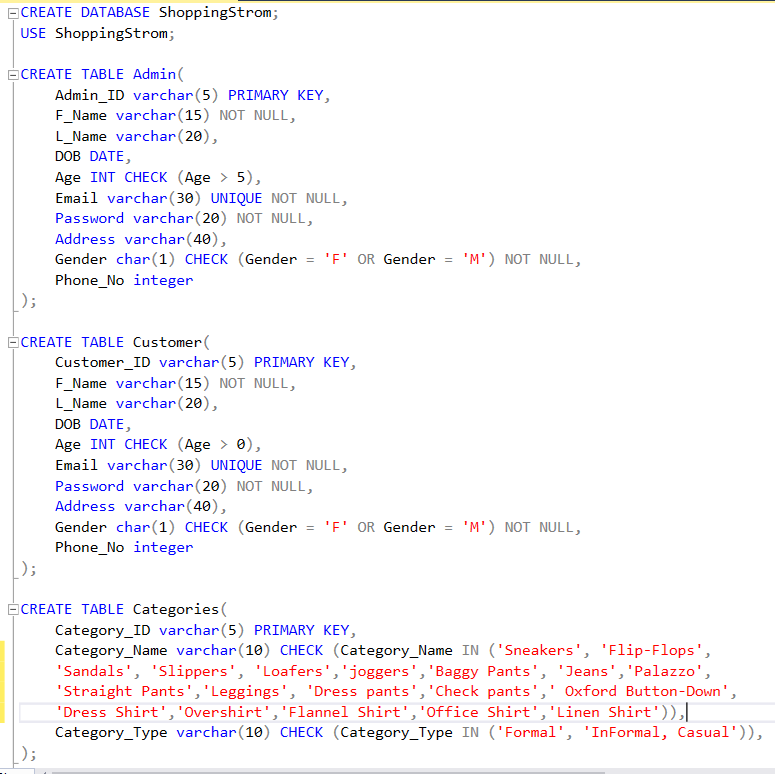 CREATE DATABASE ShoppingStrom;
USE ShoppingStrom;
CREATE TABLE Admin(
Admin_ID varchar(5) PRIMARY KEY,
F_Name varchar(15) NOT NULL,
L_Name varchar(20),
DOB DATE,
Age INT CHECK (Age > 5),
Email varchar(30) UNIQUE NOT NULL,
Password varchar(20) NOT NULL,
Address varchar(40),
Gender char(1) CHECK (Gender = 'F' OR Gender = 'M') NOT NULL,
Phone_No integer
);
CREATE TABLE Customer(
Customer_ID varchar(5) PRIMARY KEY,
F_Name varchar(15) NOT NULL,
L_Name varchar(20),
DOB DATE,
Age INT CHECK (Age > 0),
Email varchar(30) UNIQUE NOT NULL,
Password varchar(20) NOT NULL,
Address varchar(40),
Gender char(1) CHECK (Gender = 'F' OR Gender = 'M') NOT NULL,
Phone_No integer
);
CREATE TABLE Categories(
Category_ID varchar(5) PRIMARY KEY,
Category_Name varchar(10) CHECK (Category_Name IN ('Sneakers', 'Flip-Flops',
'Sandals', 'Slippers', 'Loafers','joggers','Baggy Pants', 'Jeans','Palazzo',
'Straight Pants','Leggings', 'Dress pants','Check pants',' Oxford Button-Down',
'Dress Shirt','Overshirt','Flannel Shirt','Office Shirt','Linen Shirt')),
Category_Type varchar(10) CHECK (Category_Type IN ('Formal', 'InFormal, Casual')),
);